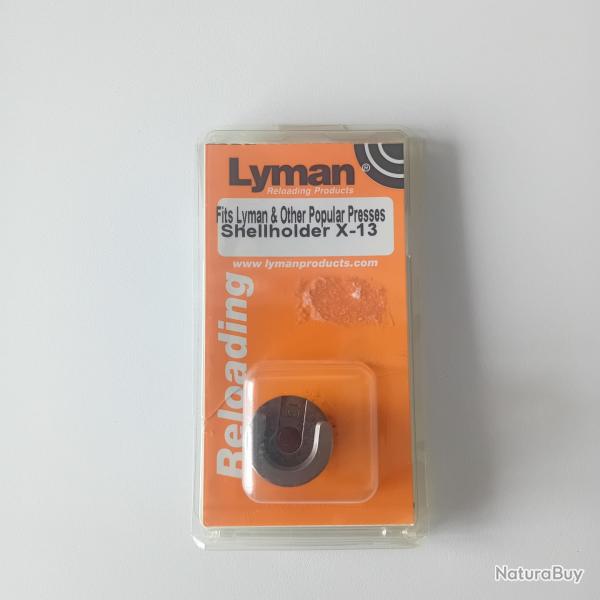 Lyman®
Reloading Products
Fits Lyman & Other Popular Presses
Shellholder X-13
www.lymanproducts.com
Reloading
NaturaBuy